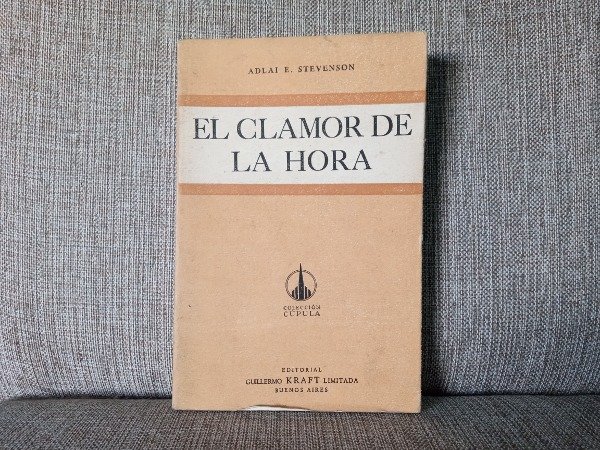 ADLAI E. STEVENSON
EL CLAMOR DE
LA HORA
COLECCIÓN
CÚPULA
EDITORIAL
GUILLERMO KRAFT LIMITADA
BUENOS AIRES